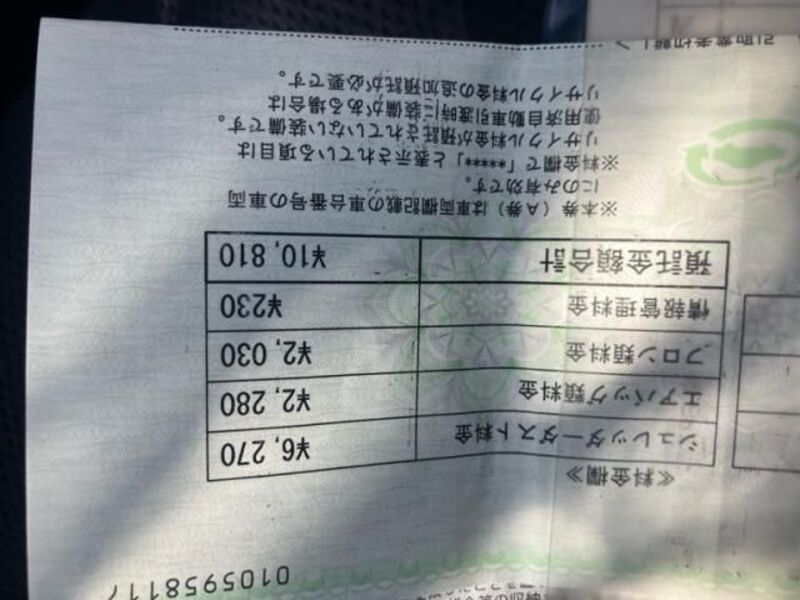 0105958117
≪料金欄≫
シュレッダーダスト料金 ¥6,270
エアバッグ類料金 ¥2,280
フロン類料金 ¥2,030
情報管理料金 ¥230
預託金額合計 ¥10,810
※本券（A券）は車両欄記載の車台番号の車両
にのみ有効です。
※料金欄で「*****」と表示されている項目は
リサイクル料金が預託されていない装備です。
使用済自動車引渡時に装備がある場合は
リサイクル料金の追加預託が必要です。
引取業者切離し